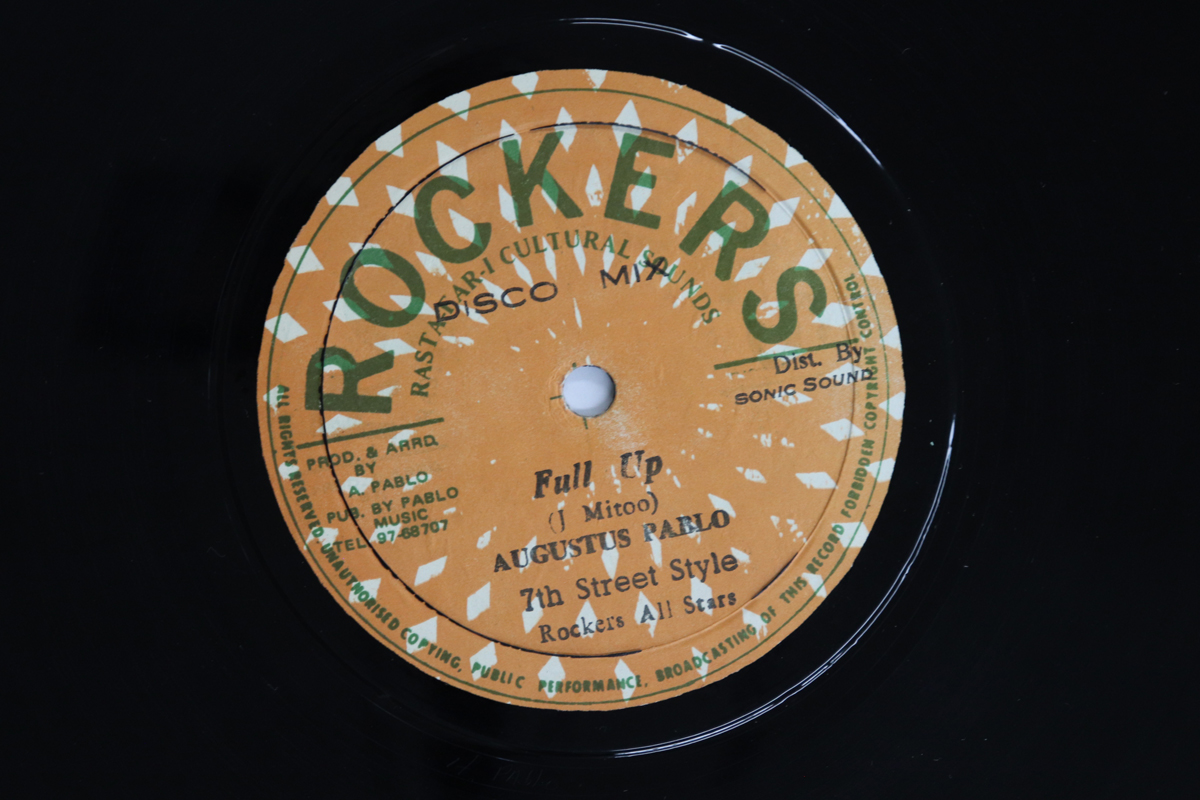 ROCKERS
RASTAFAR-I CULTURAL SOUNDS
DISCO MIX
Dist. By
SONIC SOUND
PROD. & ARRD.
BY
A. PABLO
PUB. BY PABLO
MUSIC
TEL. 97-68707
Full Up
(J Mitoo)
AUGUSTUS PABLO
7th Street Style
Rockers All Stars
ALL RIGHTS RESERVED. UNAUTHORISED COPYING, PUBLIC PERFORMANCE, BROADCASTING OF THIS RECORD FORBIDDEN COPYRIGHT CONTROL